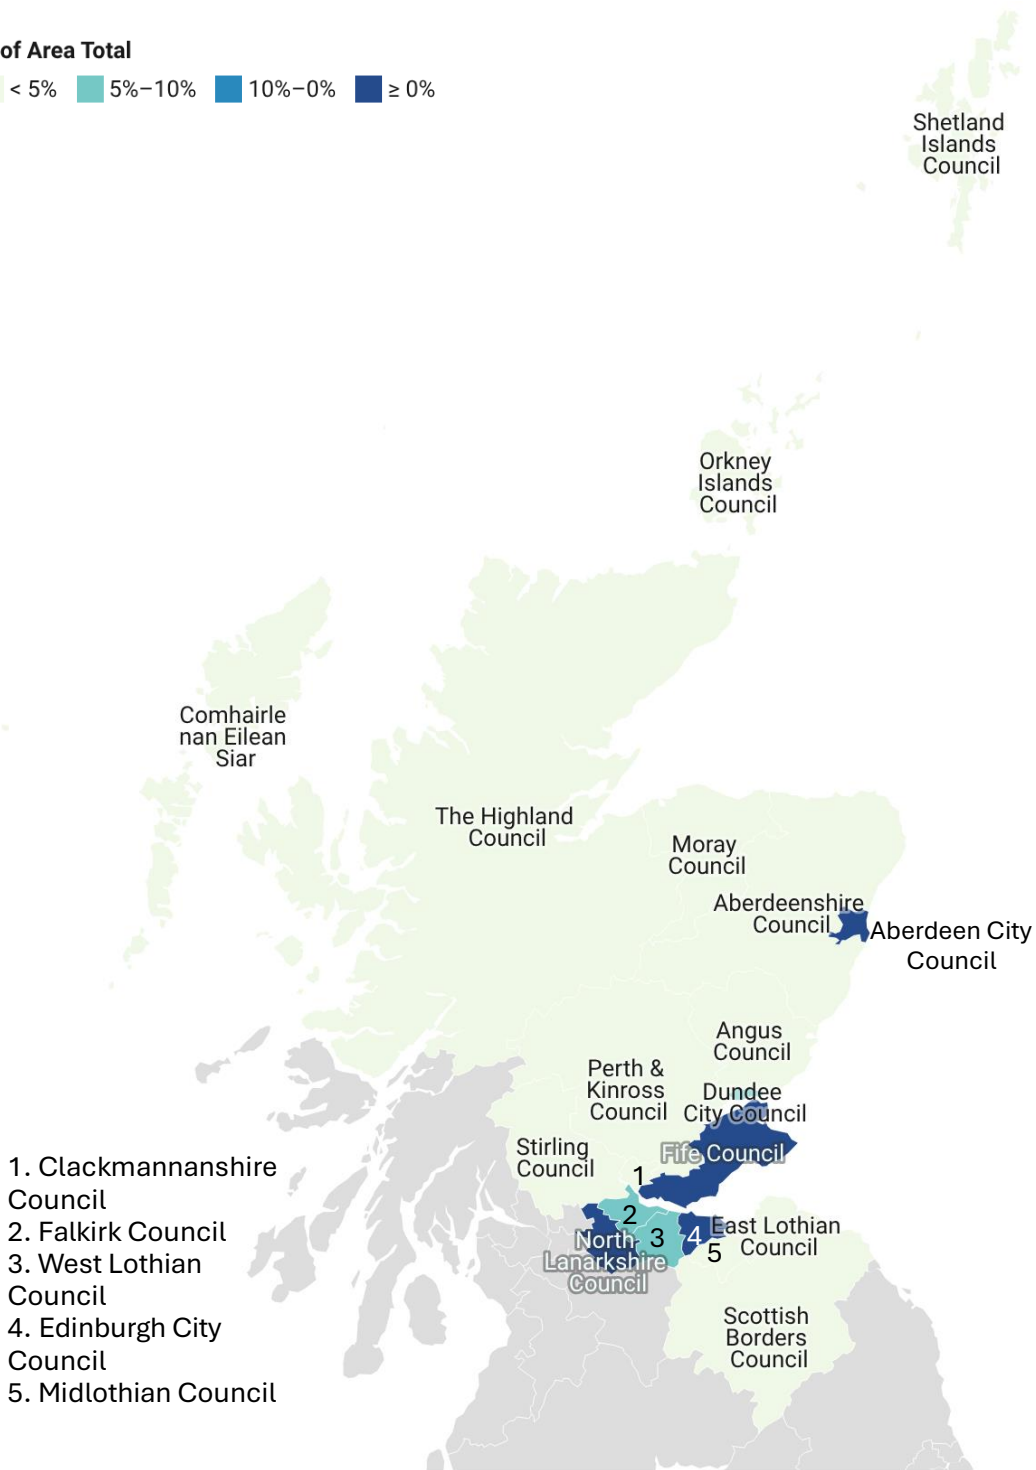 of Area Total
< 5%
5%–10%
10%–0%
≥ 0%
Shetland
Islands
Council
Orkney
Islands
Council
Comhairle
nan Eilean
Siar
The Highland
Council
Moray
Council
Aberdeenshire
Council
Aberdeen City
Council
Angus
Council
Perth &
Kinross
Council
Dundee
City Council
Stirling
Council
Fife Council
1
2
3
4
5
North
Lanarkshire
Council
East Lothian
Council
Scottish
Borders
Council
1. Clackmannanshire
Council
2. Falkirk Council
3. West Lothian
Council
4. Edinburgh City
Council
5. Midlothian Council